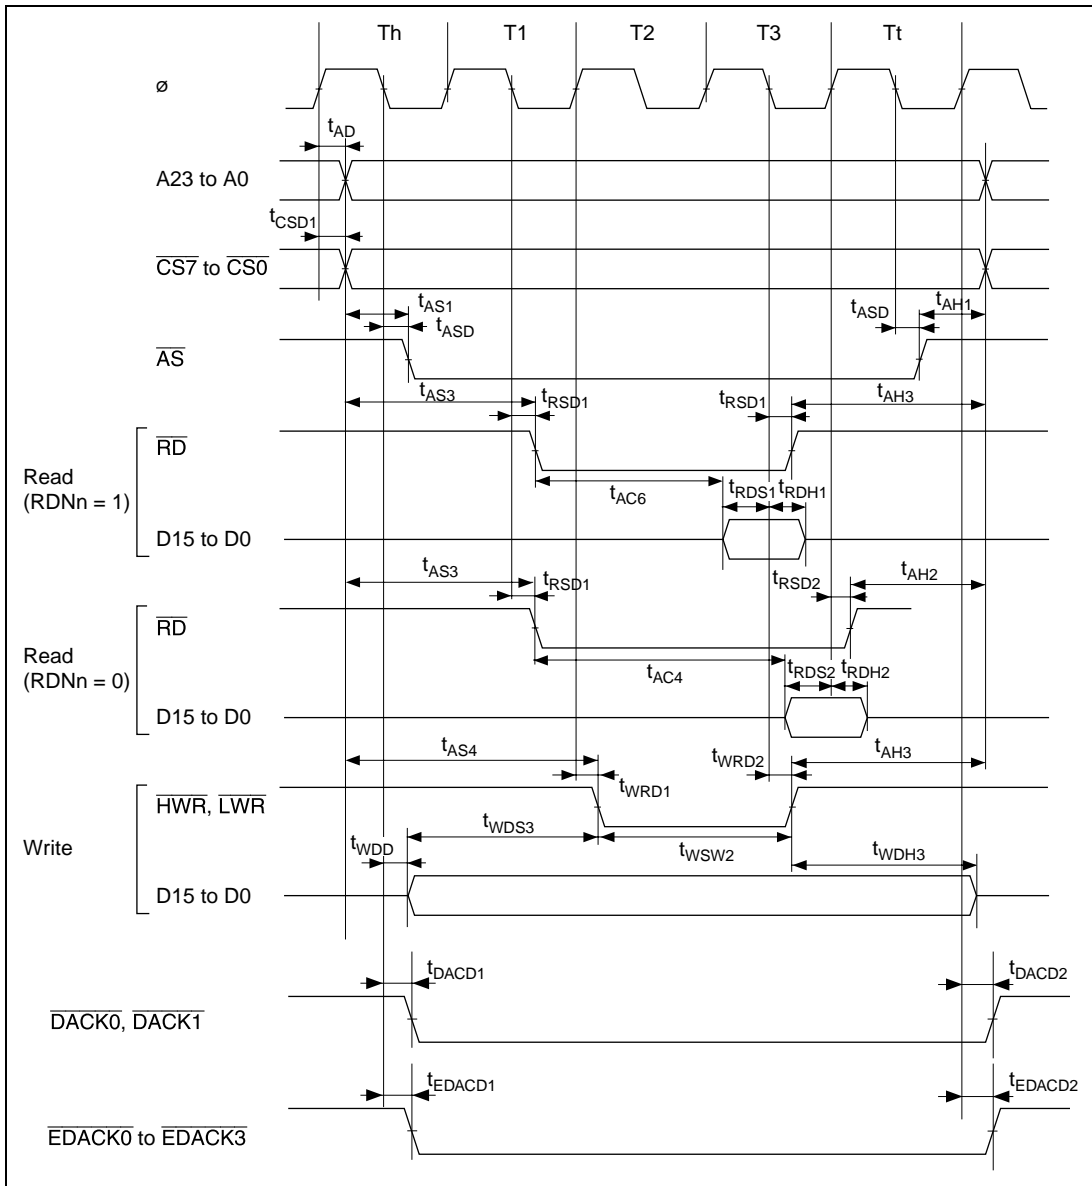 Th T1 T2 T3 Tt
ø
tAD
A23 to A0
tCSD1
CS7 to CS0
tAS1
tASD
tASD
tAH1
AS
tAS3
tRSD1
tRSD1
tAH3
RD
Read
(RDNn = 1)
tAC6
tRDS1
tRDH1
D15 to D0
tAS3
tRSD1
tRSD2
tAH2
RD
Read
(RDNn = 0)
tAC4
tRDS2
tRDH2
D15 to D0
tAS4
tWRD1
tWRD2
tAH3
HWR, LWR
Write
tWDD
tWDS3
tWSW2
tWDH3
D15 to D0
tDACD1
tDACD2
DACK0, DACK1
tEDACD1
tEDACD2
EDACK0 to EDACK3